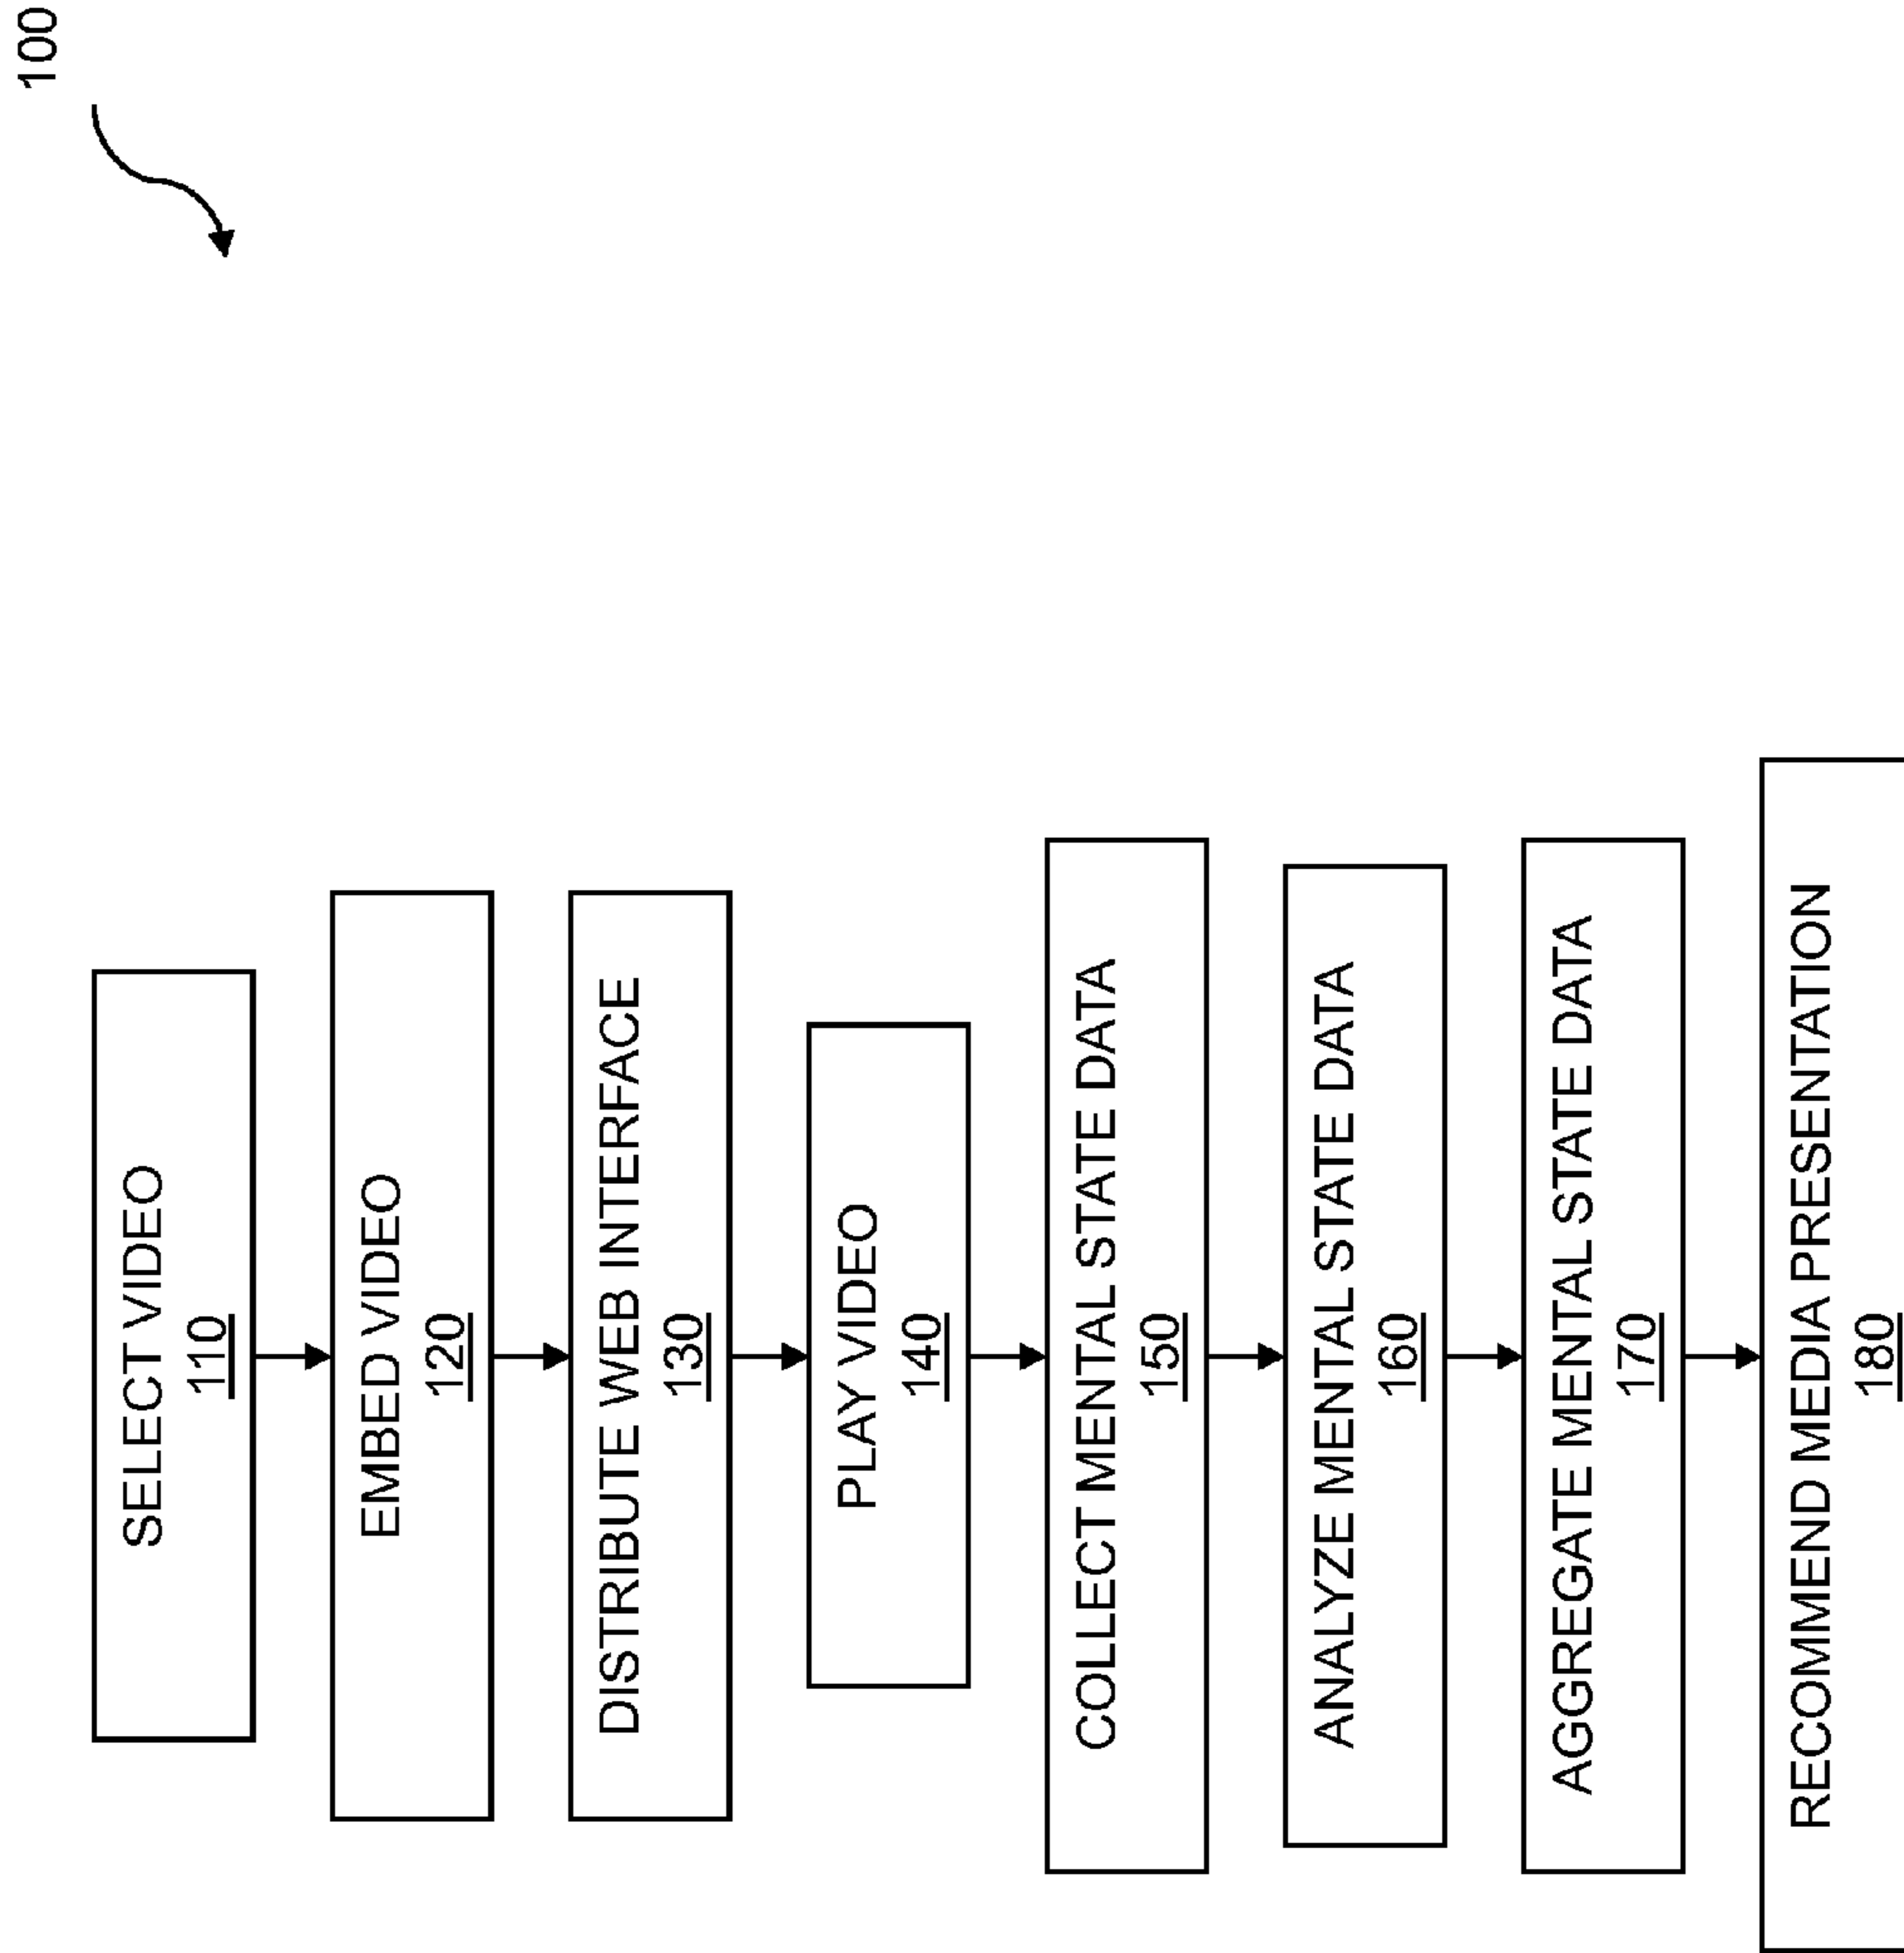 100
SELECT VIDEO
110
EMBED VIDEO
120
DISTRIBUTE WEB INTERFACE
130
PLAY VIDEO
140
COLLECT MENTAL STATE DATA
150
ANALYZE MENTAL STATE DATA
160
AGGREGATE MENTAL STATE DATA
170
RECOMMEND MEDIA PRESENTATION
180